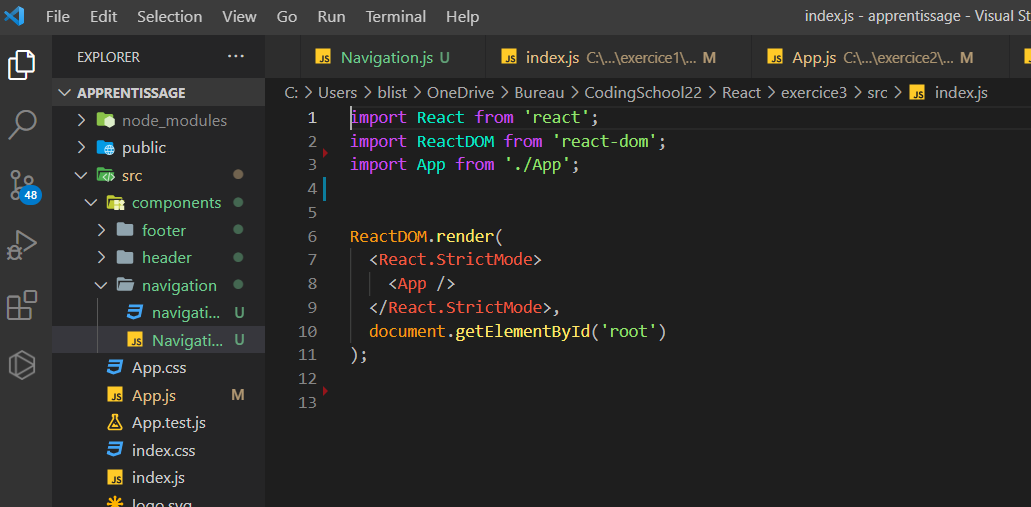 File Edit Selection View Go Run Terminal Help index.js - apprentissage - Visual St
EXPLORER ...
Navigation.js U index.js C:\...\exercice1\... M App.js C:\...\exercice2\... M
APPRENTISSAGE
C: > Users > blist > OneDrive > Bureau > CodingSchool22 > React > exercice3 > src > JS index.js
node_modules
public
src
components
footer
header
navigation
navigati... U
Navigati... U
App.css
App.js M
App.test.js
index.css
index.js
logo.svg
48
1 import React from 'react';
2 import ReactDOM from 'react-dom';
3 import App from './App';
4
5
6 ReactDOM.render(
7 <React.StrictMode>
8 <App />
9 </React.StrictMode>,
10 document.getElementById('root')
11 );
12
13